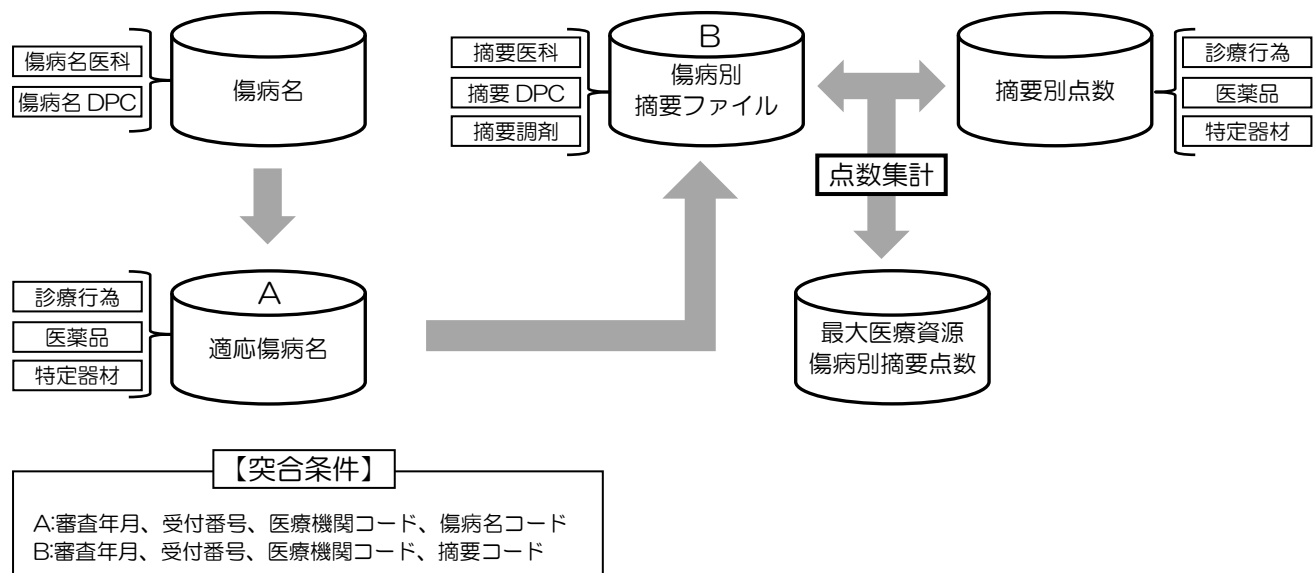 傷病名医科
傷病名 DPC
傷病名
摘要医科
摘要 DPC
摘要調剤
B
傷病別
摘要ファイル
摘要別点数
診療行為
医薬品
特定器材
点数集計
診療行為
医薬品
特定器材
A
適応傷病名
最大医療資源
傷病別摘要点数
【突合条件】
A:審査年月、受付番号、医療機関コード、傷病名コード
B:審査年月、受付番号、医療機関コード、摘要コード